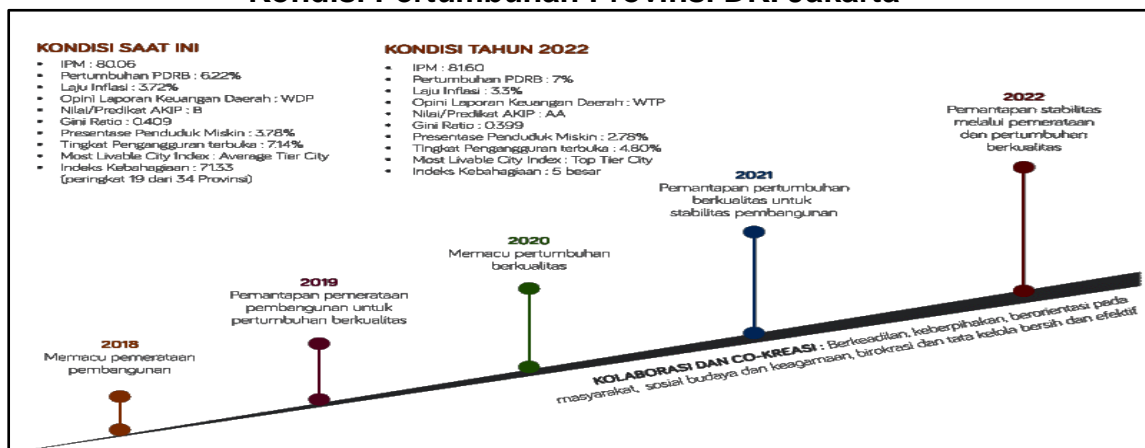 Kondisi Pertumbuhan Provinsi DKI Jakarta
KONDISI SAAT INI
• IPM : 80.06
• Pertumbuhan PDRB : 6.22%
• Laju Inflasi : 3.72%
• Opini Laporan Keuangan Daerah : WDP
• Nilai/Predikat AKIP : B
• Gini Ratio : 0.409
• Presentase Penduduk Miskin : 3.78%
• Tingkat Pengangguran terbuka : 7.14%
• Most Livable City Index : Average Tier City
• Indeks Kebahagiaan : 71.33
(peringkat 19 dari 34 Provinsi)
KONDISI TAHUN 2022
• IPM : 81.60
• Pertumbuhan PDRB : 7%
• Laju Inflasi : 3.3%
• Opini Laporan Keuangan Daerah : WTP
• Nilai/Predikat AKIP : AA
• Gini Ratio : 0.399
• Presentase Penduduk Miskin : 2.78%
• Tingkat Pengangguran terbuka : 4.80%
• Most Livable City Index : Top Tier City
• Indeks Kebahagiaan : 5 besar
2018
Memacu pemerataan
pembangunan
2019
Pemantapan pemerataan
pembangunan untuk
pertumbuhan berkualitas
2020
Memacu pertumbuhan
berkualitas
2021
Pemantapan pertumbuhan
berkualitas untuk
stabilitas pembangunan
2022
Pemantapan stabilitas
melalui pemerataan
dan pertumbuhan
berkualitas
KOLABORASI DAN CO-KREASI : Berkeadilan, keberpihakan, berorientasi pada
masyarakat, sosial budaya dan keagamaan, birokrasi dan tata kelola bersih dan efektif